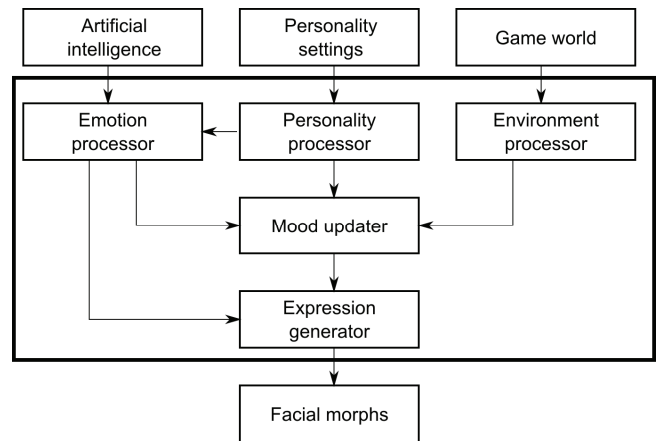 Artificial
intelligence
Personality
settings
Game world
Emotion
processor
Personality
processor
Environment
processor
Mood updater
Expression
generator
Facial morphs